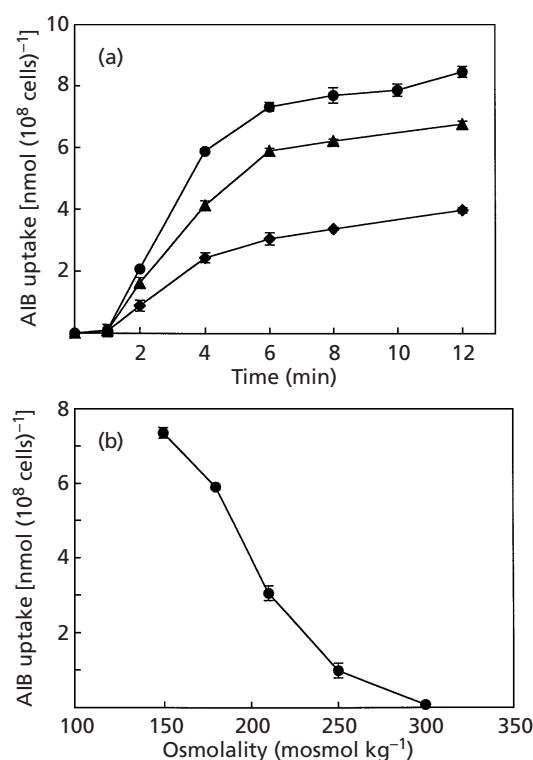 (a)
AIB uptake [nmol (10⁸ cells)⁻¹]
10
8
6
4
2
2 4 6 8 10 12
Time (min)
(b)
AIB uptake [nmol (10⁸ cells)⁻¹]
8
6
4
2
100 150 200 250 300 350
Osmolality (mosmol kg⁻¹)